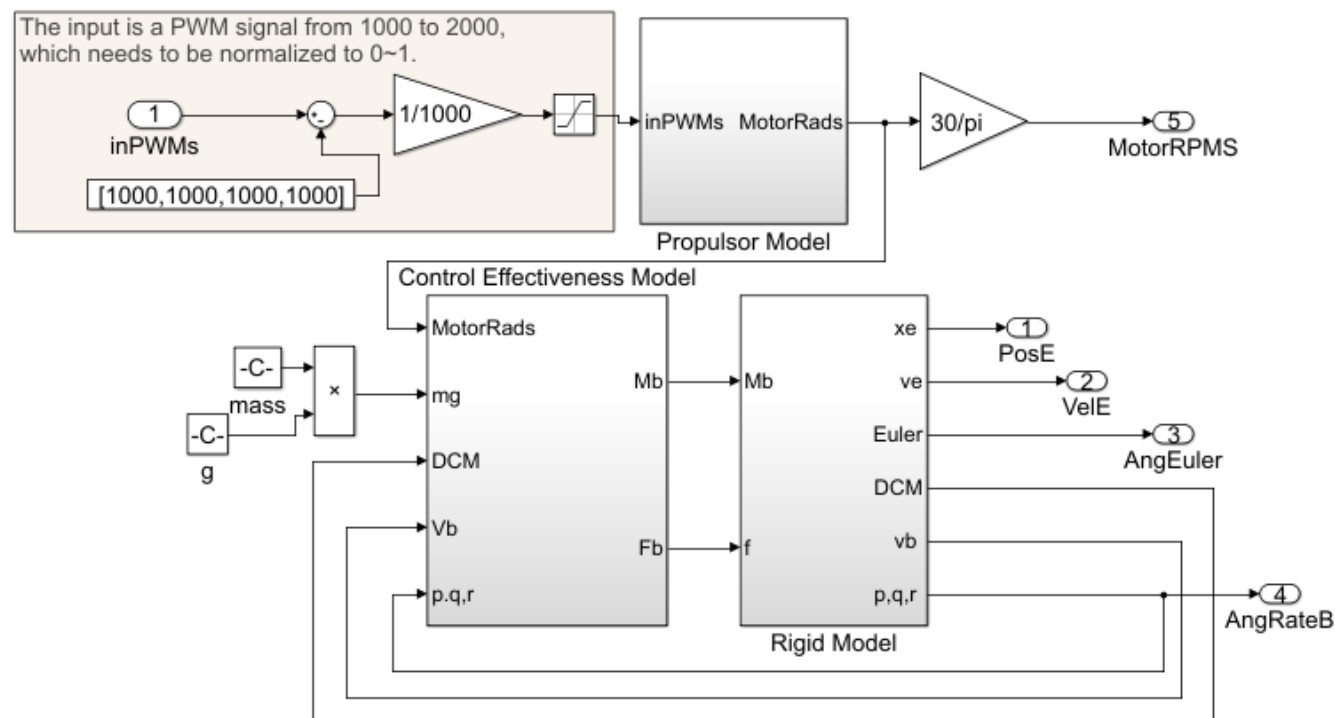 The input is a PWM signal from 1000 to 2000,
which needs to be normalized to 0~1.
1
inPWMs
+
-
1/1000
[1000,1000,1000,1000]
inPWMs
MotorRads
Propulsor Model
30/pi
5
MotorRPMS
Control Effectiveness Model
MotorRads
mg
DCM
Vb
p.q,r
Mb
Fb
-C-
mass
-C-
g
×
Mb
f
xe
ve
Euler
DCM
vb
p,q,r
Rigid Model
1
PosE
2
VelE
3
AngEuler
4
AngRateB